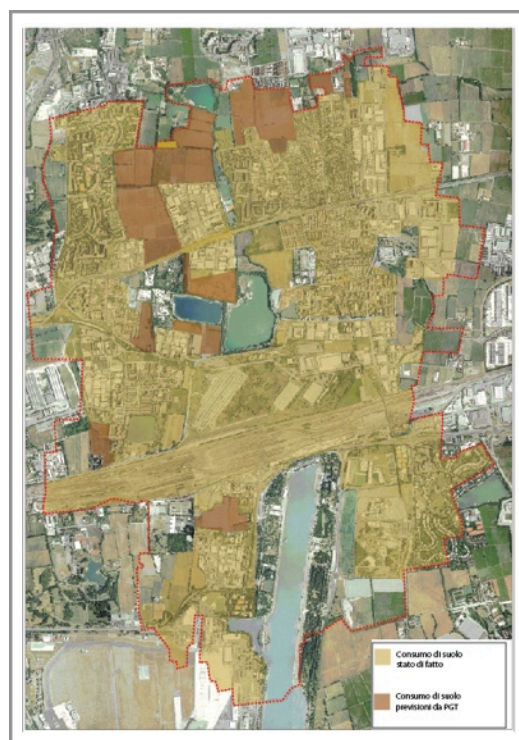 Consumo di suolo
stato di fatto
Consumo di suolo
previsioni da PGT